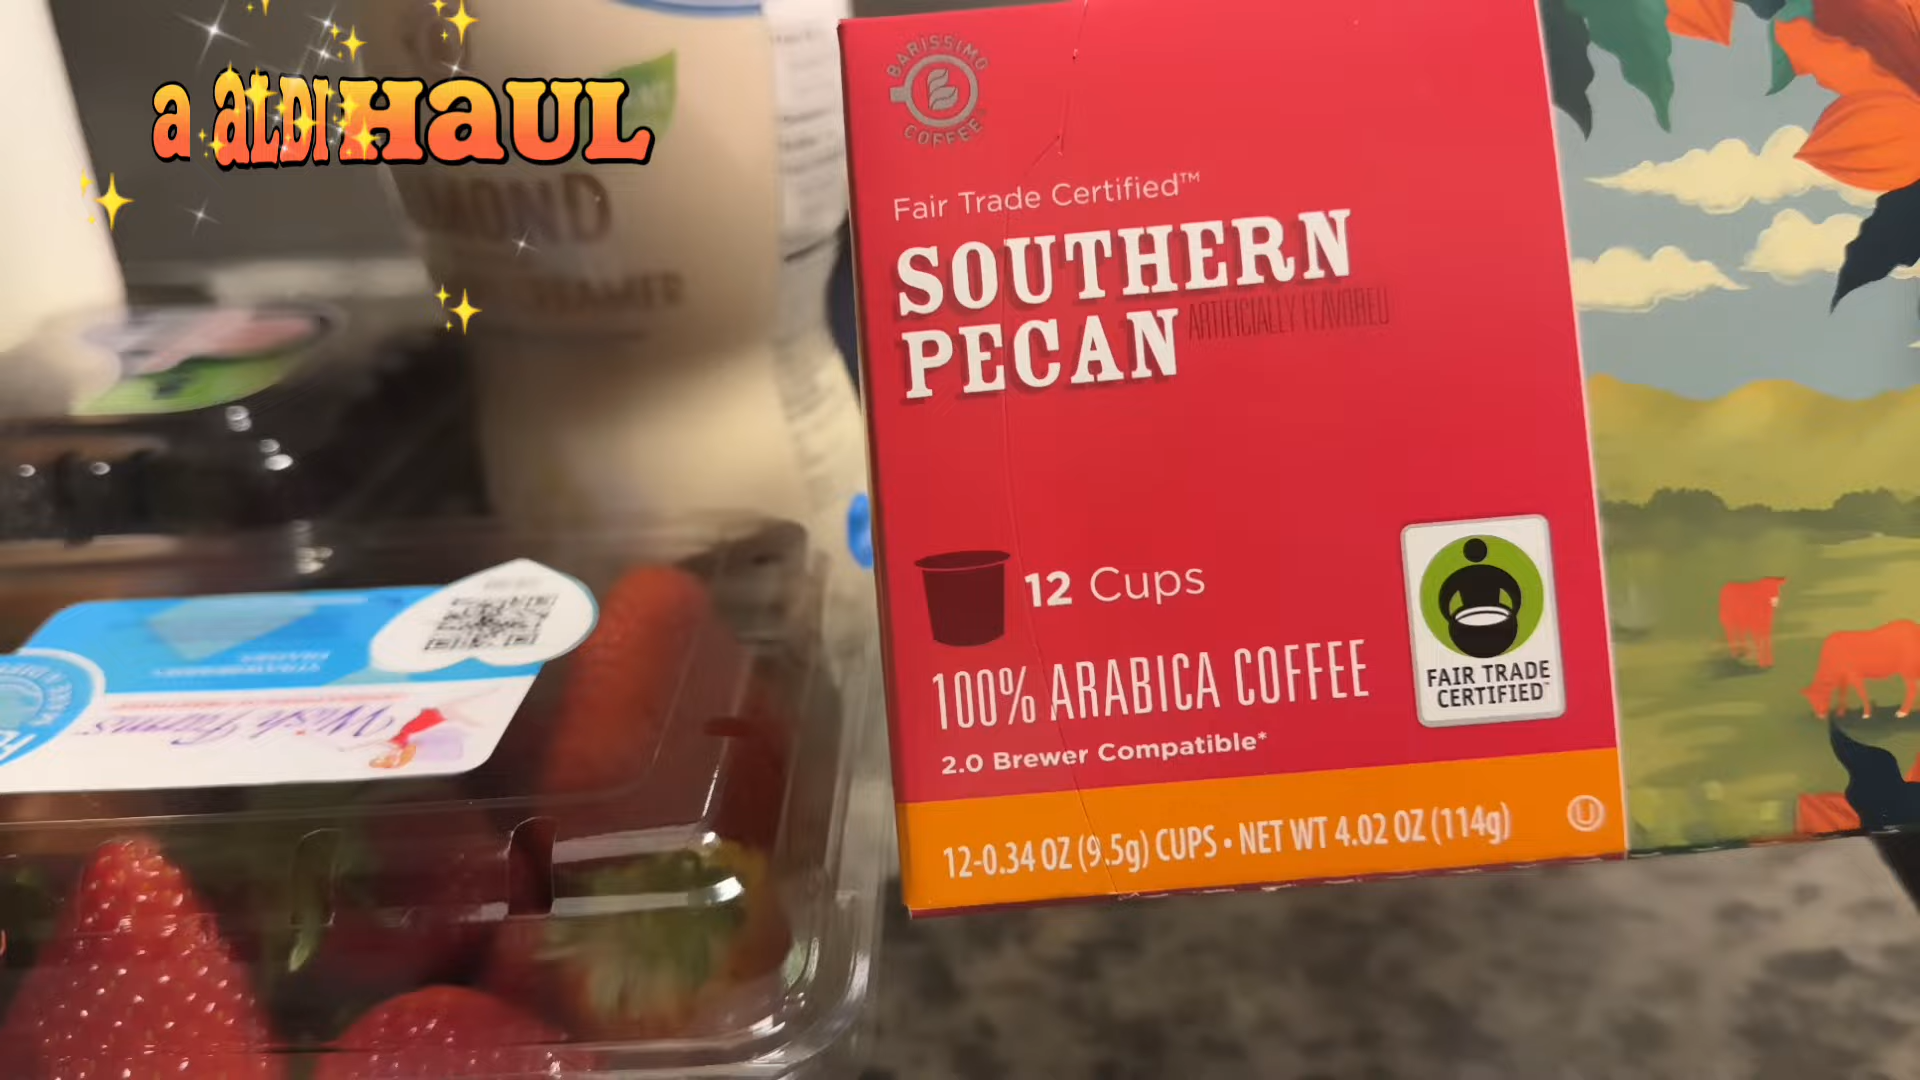 a aLDI HaUL
BARISSIMO
COFFEE
Fair Trade Certified™
SOUTHERN
PECAN
ARTIFICIALLY FLAVORED
12 Cups
100% ARABICA COFFEE
2.0 Brewer Compatible*
FAIR TRADE
CERTIFIED
12-0.34 OZ (9.5g) CUPS • NET WT 4.02 OZ (114g)
U
Wish Farms